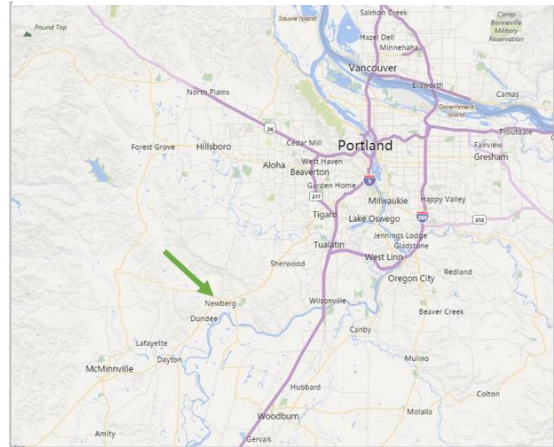 Salmon Creek
Camp
Bonneville
Military
Reservation
Round Top
Sauvie Island
Hazel Dell
Minnehaha
Vancouver
North Plains
Ellsworth
Camas
Government
Island
Troutdale
26
Forest Grove
Hillsboro
Cedar Mill
Portland
Fairview
Gresham
Aloha
West Haven
Beaverton
Garden Home
5
217
Milwaukie
Happy Valley
Tigard
Lake Oswego
205
212
Jennings Lodge
Gladstone
Tualatin
West Linn
Sherwood
Oregon City
Redland
Newberg
Wilsonville
Dundee
Beaver Creek
Canby
Lafayette
Dayton
Mulino
McMinnville
Hubbard
Colton
Woodburn
Molalla
Amity
Gervais